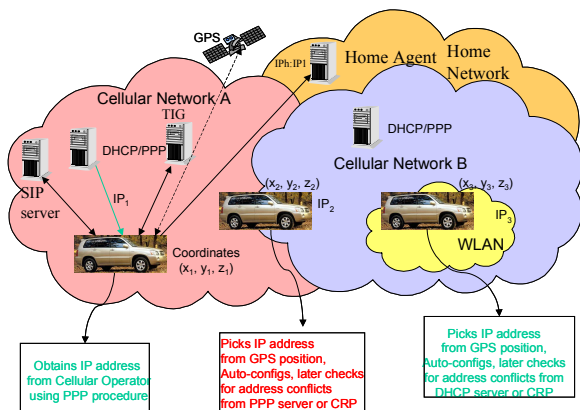 GPS
IPh:IP1
Home Agent
Home
Network
Cellular Network A
TIG
DHCP/PPP
DHCP/PPP
Cellular Network B
SIP
server
IP1
(x2, y2, z2)
IP2
(x3, y3, z3)
IP3
WLAN
Coordinates
(x1, y1, z1)
Obtains IP address
from Cellular Operator
using PPP procedure
Picks IP address
from GPS position,
Auto-configs, later checks
for address conflicts
from PPP server or CRP
Picks IP address
from GPS position,
Auto-configs, later checks
for address conflicts from
DHCP server or CRP